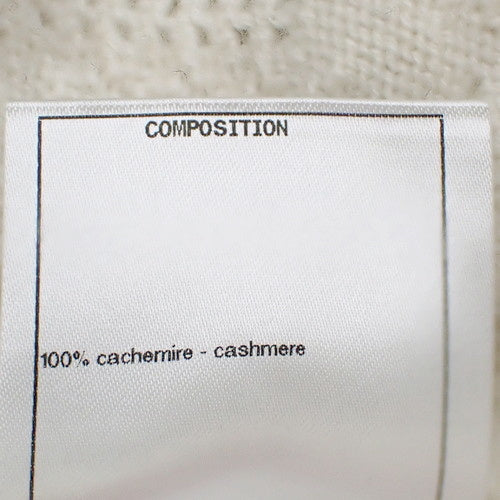 COMPOSITION
100% cachemire - cashmere